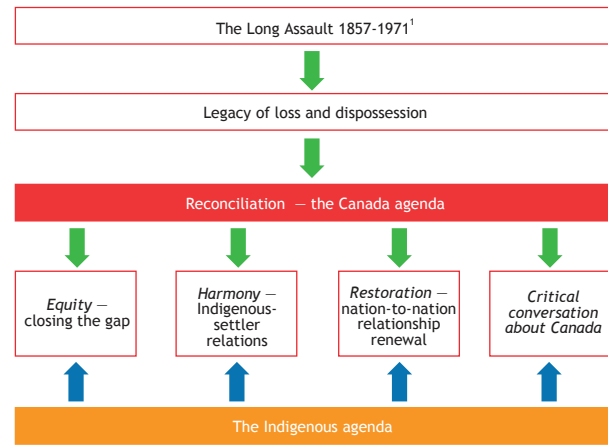 The Long Assault 1857-1971¹
Legacy of loss and dispossession
Reconciliation — the Canada agenda
Equity —
closing the gap
Harmony —
Indigenous-
settler
relations
Restoration —
nation-to-nation
relationship
renewal
Critical
conversation
about Canada
The Indigenous agenda